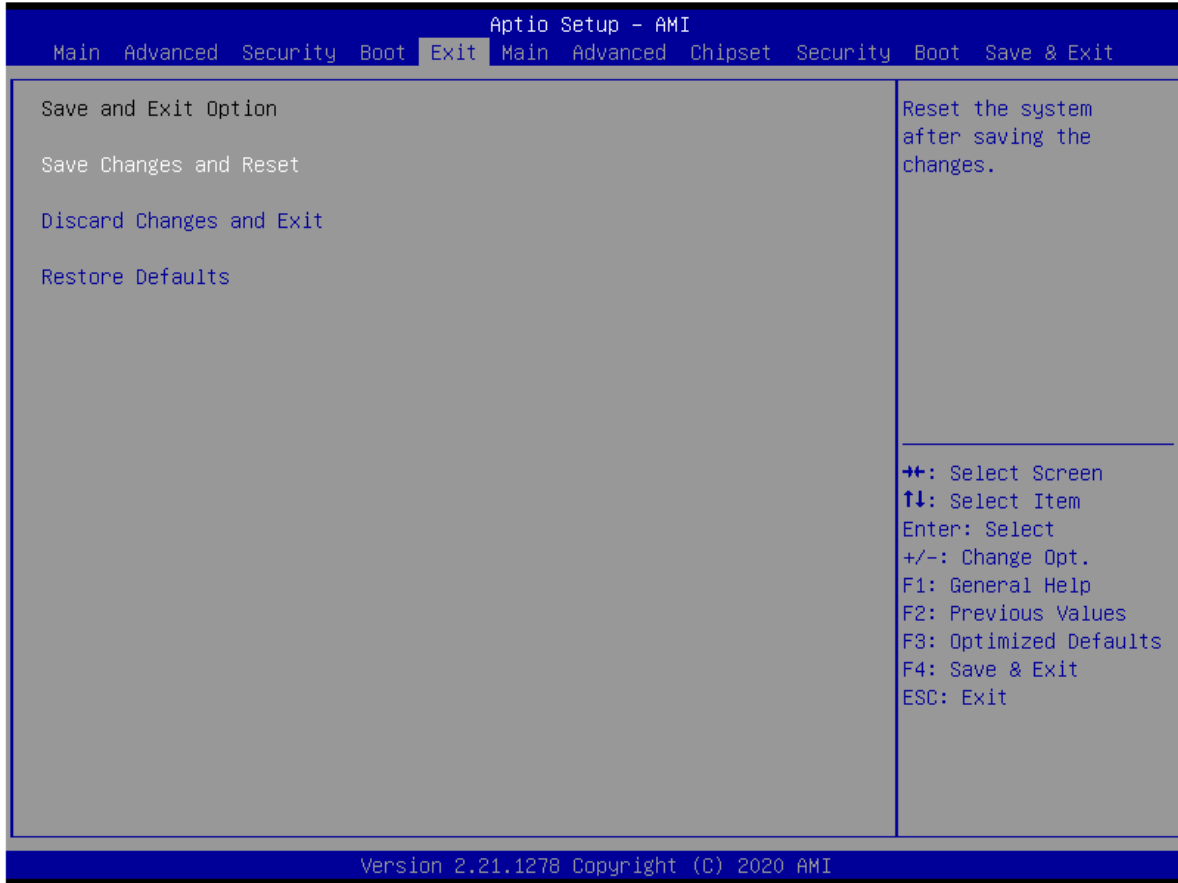 Aptio Setup – AMI
Main Advanced Security Boot Exit Main Advanced Chipset Security Boot Save & Exit
Save and Exit Option
Save Changes and Reset
Discard Changes and Exit
Restore Defaults
Reset the system
after saving the
changes.
→←: Select Screen
↑↓: Select Item
Enter: Select
+/-: Change Opt.
F1: General Help
F2: Previous Values
F3: Optimized Defaults
F4: Save & Exit
ESC: Exit
Version 2.21.1278 Copyright (C) 2020 AMI